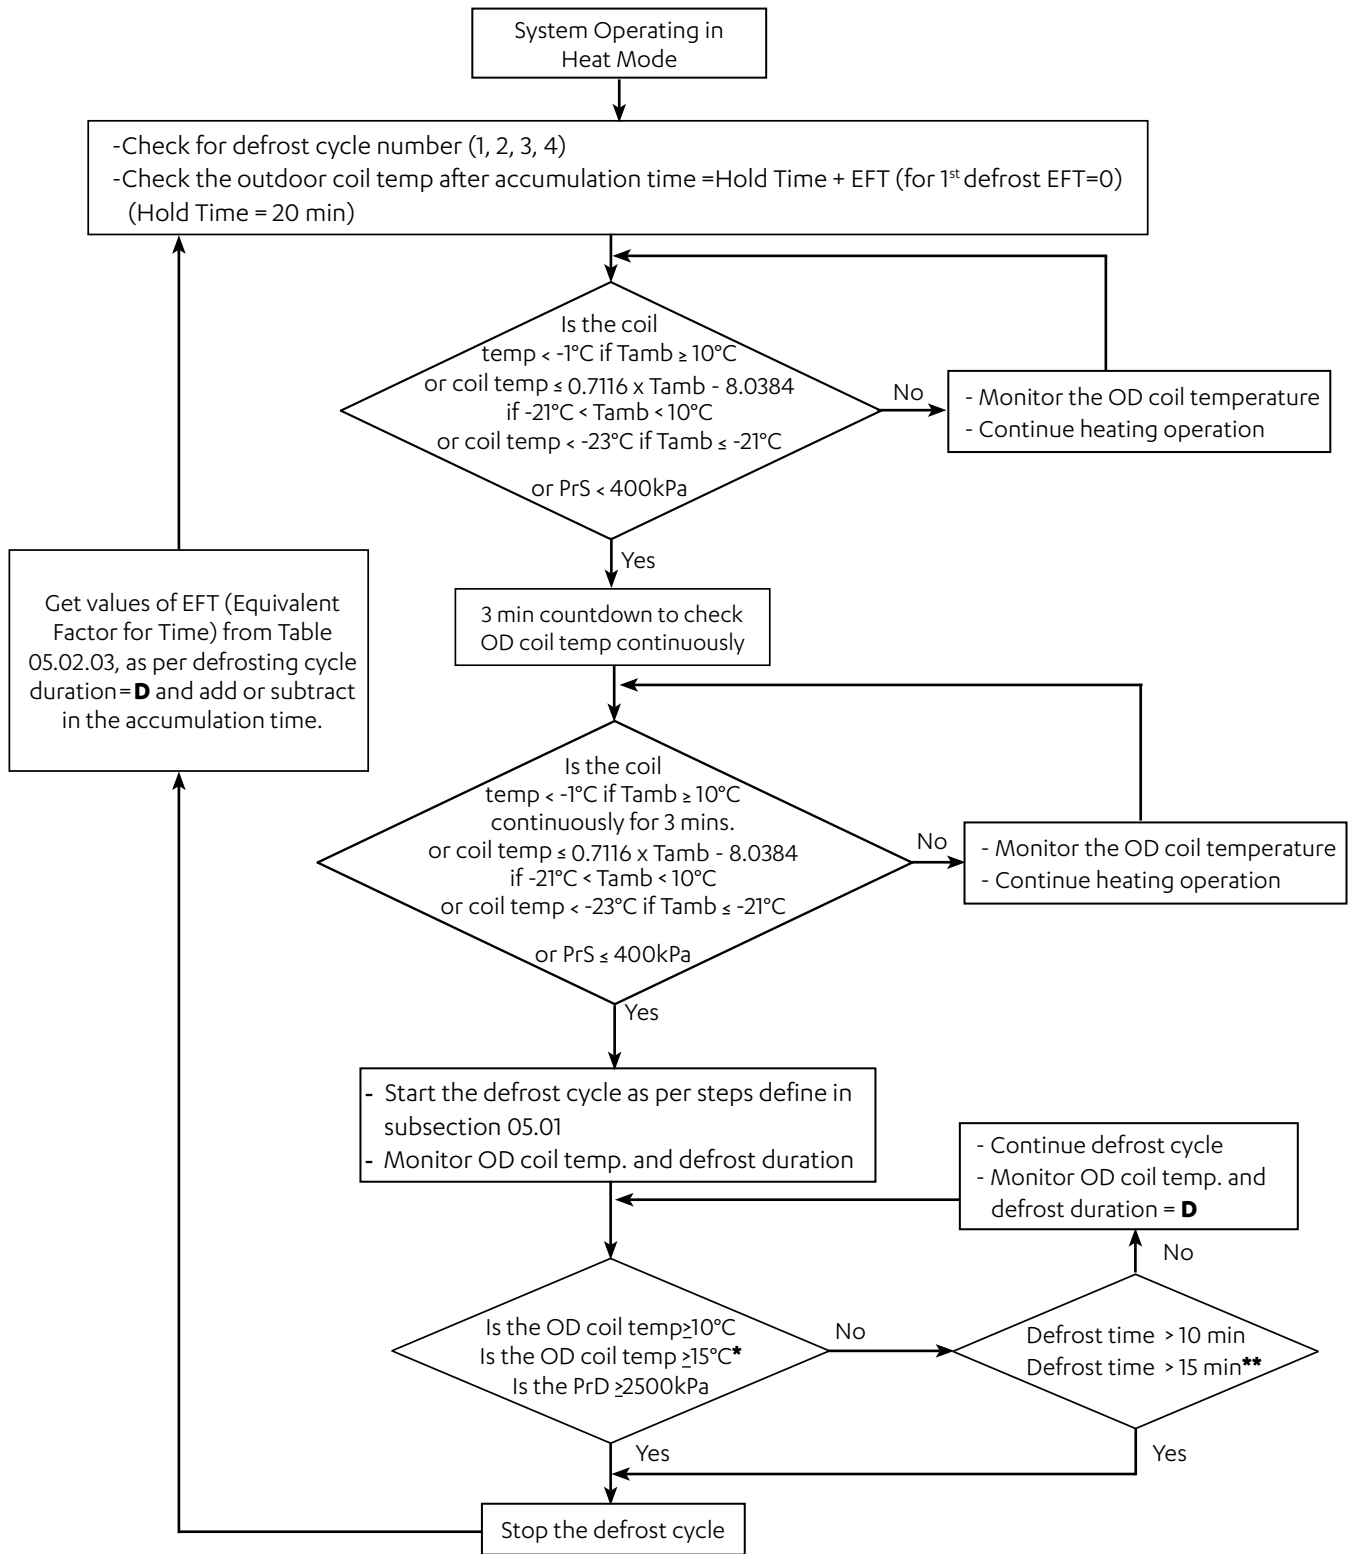 System Operating in
Heat Mode
-Check for defrost cycle number (1, 2, 3, 4)
-Check the outdoor coil temp after accumulation time =Hold Time + EFT (for 1st defrost EFT=0)
(Hold Time = 20 min)
Is the coil
temp < -1°C if Tamb ≥ 10°C
or coil temp ≤ 0.7116 x Tamb - 8.0384
if -21°C < Tamb < 10°C
or coil temp < -23°C if Tamb ≤ -21°C
or PrS < 400kPa
No
- Monitor the OD coil temperature
- Continue heating operation
Yes
Get values of EFT (Equivalent
Factor for Time) from Table
05.02.03, as per defrosting cycle
duration=D and add or subtract
in the accumulation time.
3 min countdown to check
OD coil temp continuously
Is the coil
temp < -1°C if Tamb ≥ 10°C
continuously for 3 mins.
or coil temp ≤ 0.7116 x Tamb - 8.0384
if -21°C < Tamb < 10°C
or coil temp < -23°C if Tamb ≤ -21°C
or PrS ≤ 400kPa
No
- Monitor the OD coil temperature
- Continue heating operation
Yes
- Start the defrost cycle as per steps define in
subsection 05.01
- Monitor OD coil temp. and defrost duration
- Continue defrost cycle
- Monitor OD coil temp. and
defrost duration = D
No
Is the OD coil temp≥10°C
Is the OD coil temp ≥15°C*
Is the PrD ≥2500kPa
No
Defrost time > 10 min
Defrost time > 15 min**
Yes
Yes
Stop the defrost cycle